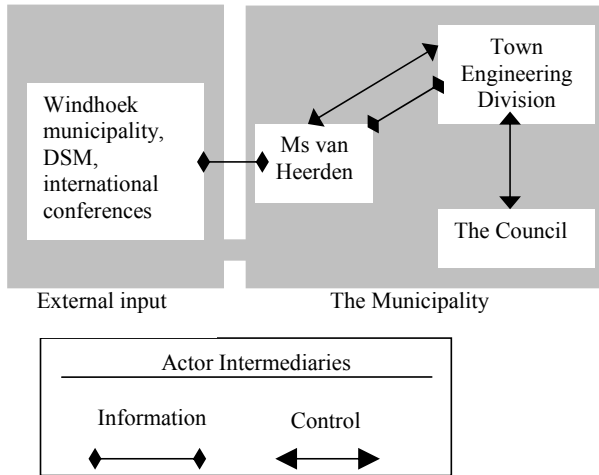 Windhoek
municipality,
DSM,
international
conferences
Ms van
Heerden
Town
Engineering
Division
The Council
External input
The Municipality
Actor Intermediaries
Information
Control